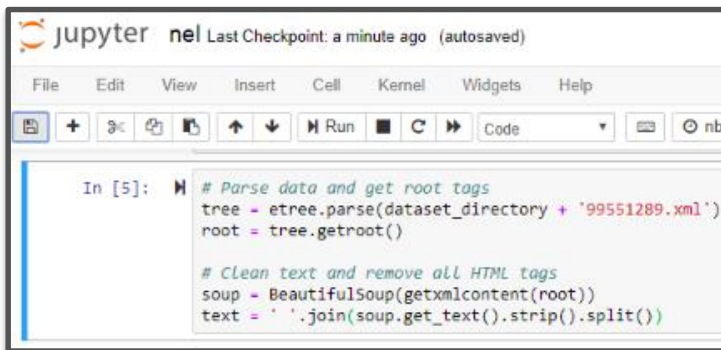 jupyter nel Last Checkpoint: a minute ago (autosaved)
File Edit View Insert Cell Kernel Widgets Help
Run Code nb
In [5]: # Parse data and get root tags
tree = etree.parse(dataset_directory + '99551289.xml')
root = tree.getroot()
# Clean text and remove all HTML tags
soup = BeautifulSoup(getxmlcontent(root))
text = ' '.join(soup.get_text().strip().split())